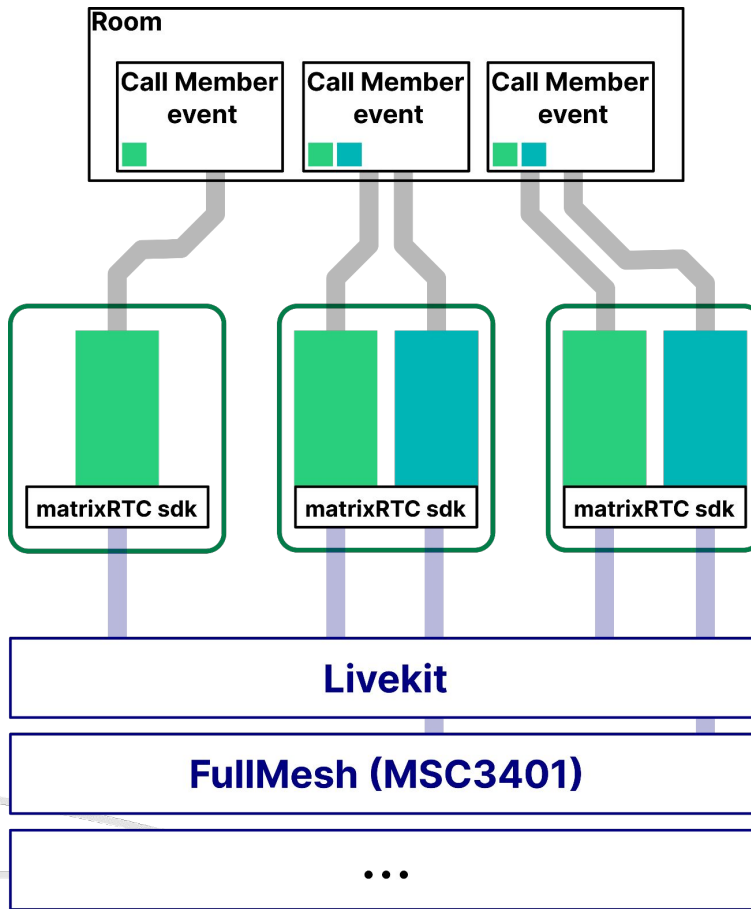 Room
Call Member
event
Call Member
event
Call Member
event
matrixRTC sdk
matrixRTC sdk
matrixRTC sdk
Livekit
FullMesh (MSC3401)
...